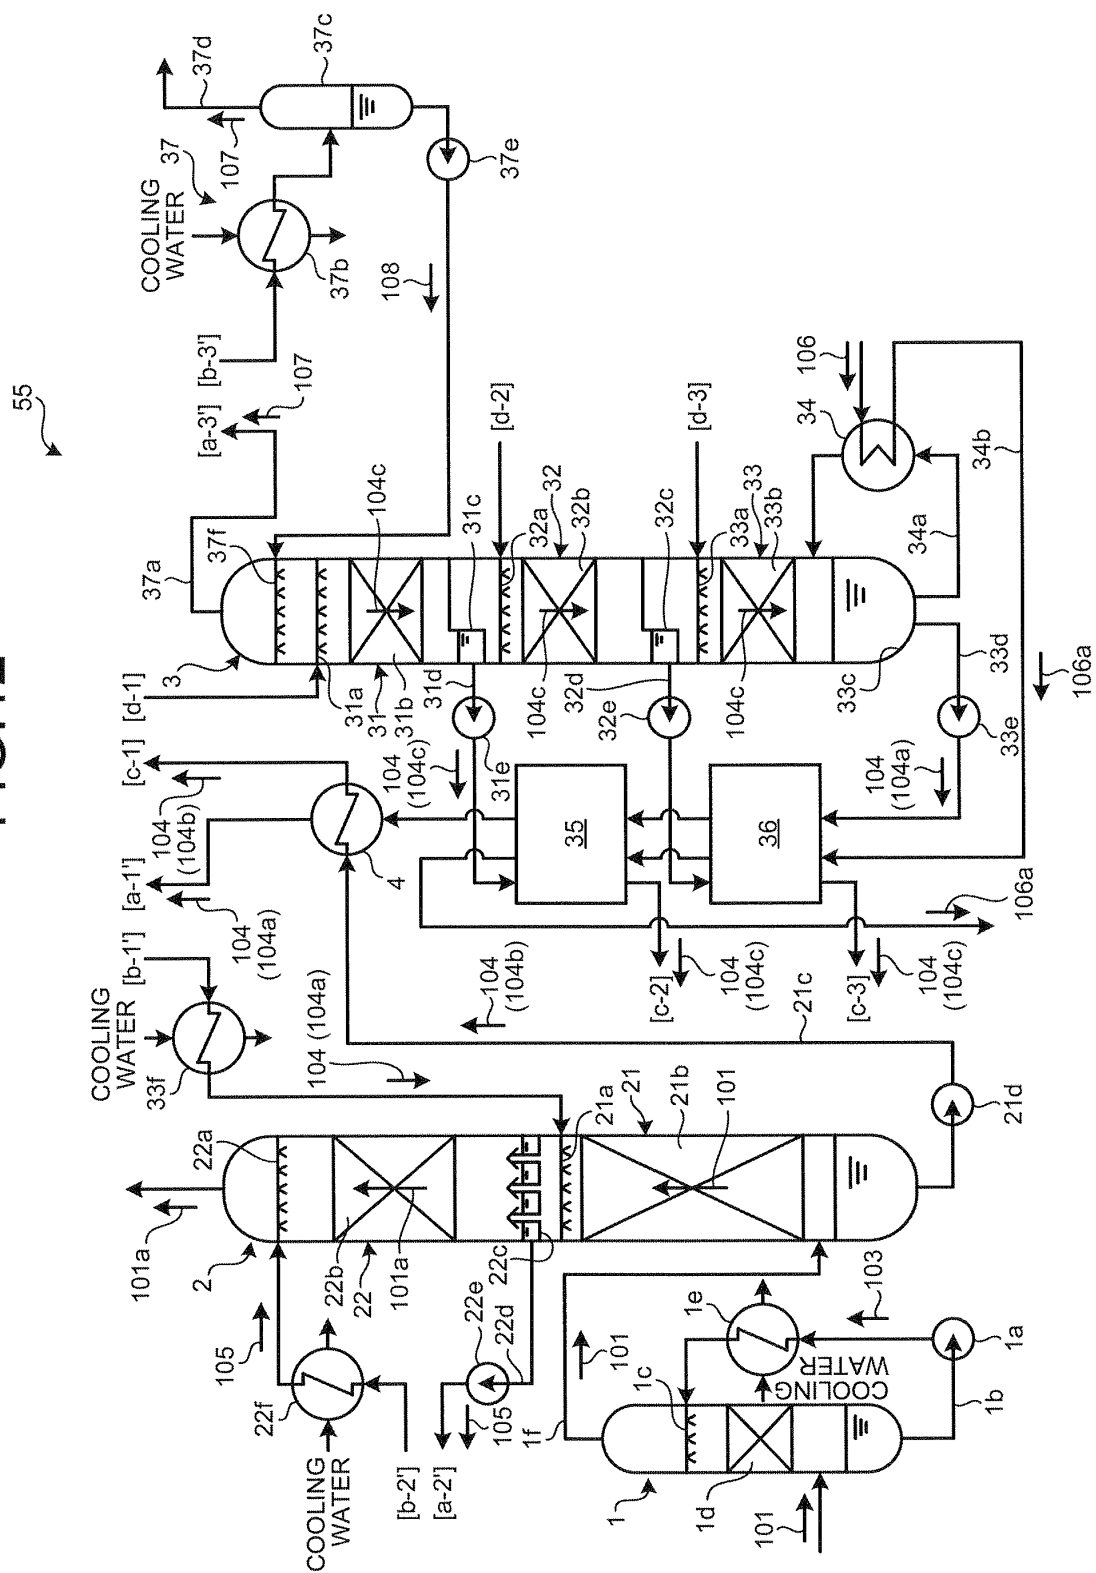 55
COOLING
WATER
37
37d
37c
107
37b
37e
[b-3']
[a-3']
107
108
37a
37f
3
[d-1]
104c
31c
31a
31
31b
31d
31e
[d-2]
32a
32
32b
104c
32c
32d
32e
[d-3]
33a
33
33b
104c
33c
33d
33e
106
34
34a
34b
106a
[c-1]
104
(104b)
[a-1']
104
(104a)
4
104
(104c)
35
36
104
(104a)
106a
[c-2]
104
(104c)
[c-3]
104
(104c)
[b-1']
COOLING
WATER
33f
104 (104a)
104
(104b)
21c
21d
101a
2
22a
22b
22
101a
22c
21a
21
21b
101
105
22f
COOLING
WATER
22e
22d
[b-2']
[a-2']
105
1f
101
1
1c
1d
101
COOLING
WATER
1e
103
1a
1b